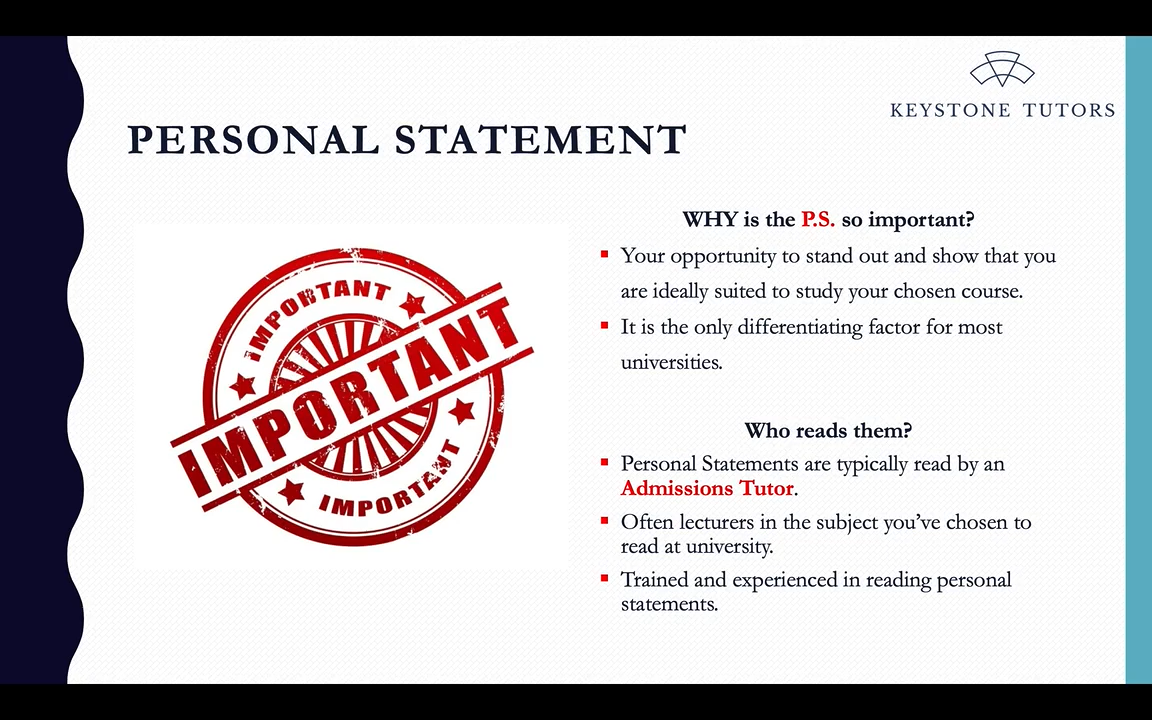 KEYSTONE TUTORS
PERSONAL STATEMENT
IMPORTANT
IMPORTANT
IMPORTANT
WHY is the P.S. so important?
Your opportunity to stand out and show that you
are ideally suited to study your chosen course.
It is the only differentiating factor for most
universities.
Who reads them?
Personal Statements are typically read by an
Admissions Tutor.
Often lecturers in the subject you’ve chosen to
read at university.
Trained and experienced in reading personal
statements.